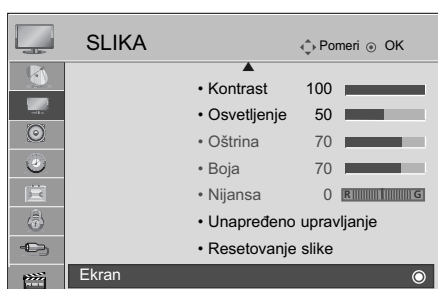 SLIKA Pomeri OK
• Kontrast 100
• Osvetljenje 50
• Oštrina 70
• Boja 70
• Nijansa 0 R G
• Unapređeno upravljanje
• Resetovanje slike
Ekran